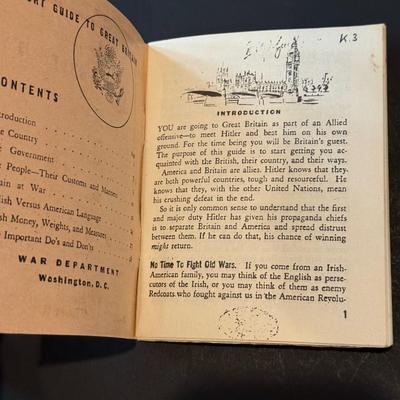 ORT GUIDE TO GREAT BRITAIN
CONTENTS
roduction
e Country
Government
People—Their Customs and Manners
ain at War
lish Versus American Language
sh Money, Weights, and Measures
Important Do's and Don'ts
WAR DEPARTMENT
Washington, D. C.
K.3
INTRODUCTION
YOU are going to Great Britain as part of an Allied
offensive—to meet Hitler and beat him on his own
ground. For the time being you will be Britain's guest.
The purpose of this guide is to start getting you ac-
quainted with the British, their country, and their ways.
America and Britain are allies. Hitler knows that they
are both powerful countries, tough and resourceful. He
knows that they, with the other United Nations, mean
his crushing defeat in the end.
So it is only common sense to understand that the first
and major duty Hitler has given his propaganda chiefs
is to separate Britain and America and spread distrust
between them. If he can do that, his chance of winning
might return.
No Time To Fight Old Wars. If you come from an Irish-
American family, you may think of the English as perse-
cutors of the Irish, or you may think of them as enemy
Redcoats who fought against us in the American Revolu-
1